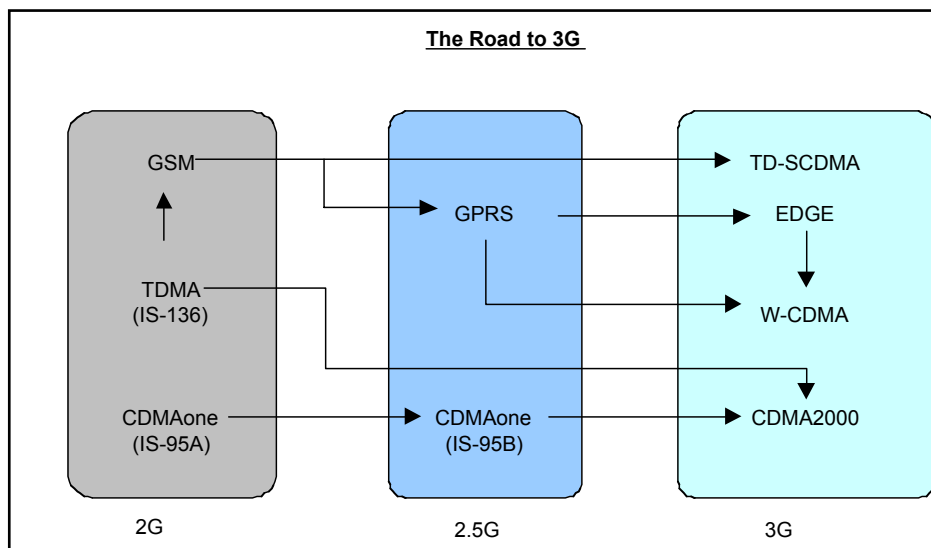 The Road to 3G
GSM
TDMA
(IS-136)
CDMAone
(IS-95A)
2G
GPRS
CDMAone
(IS-95B)
2.5G
TD-SCDMA
EDGE
W-CDMA
CDMA2000
3G